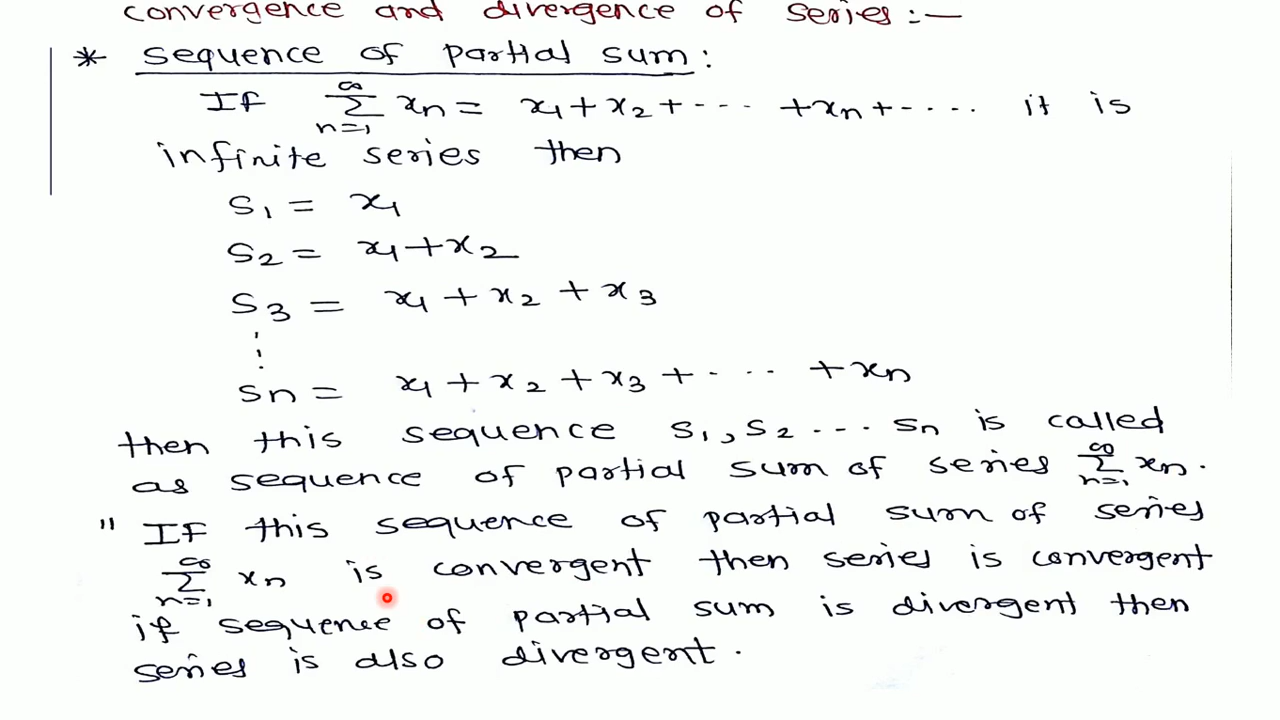 convergence and divergence of series :—
* sequence of partial sum :
If ∞Σn=1 xn = x1 + x2 + --- +xn + ---- it is
infinite series then
S1 = x1
S2 = x1+x2
S3 = x1 + x2 + x3
⋮
Sn = x1 + x2 + x3 + ---- + xn
then this sequence S1, S2 --- Sn is called
as sequence of partial sum of series ∞Σn=1 xn.
" If this sequence of partial sum of series
∞Σn=1 xn is convergent then series is convergent
if sequence of partial sum is divergent then
series is also divergent.